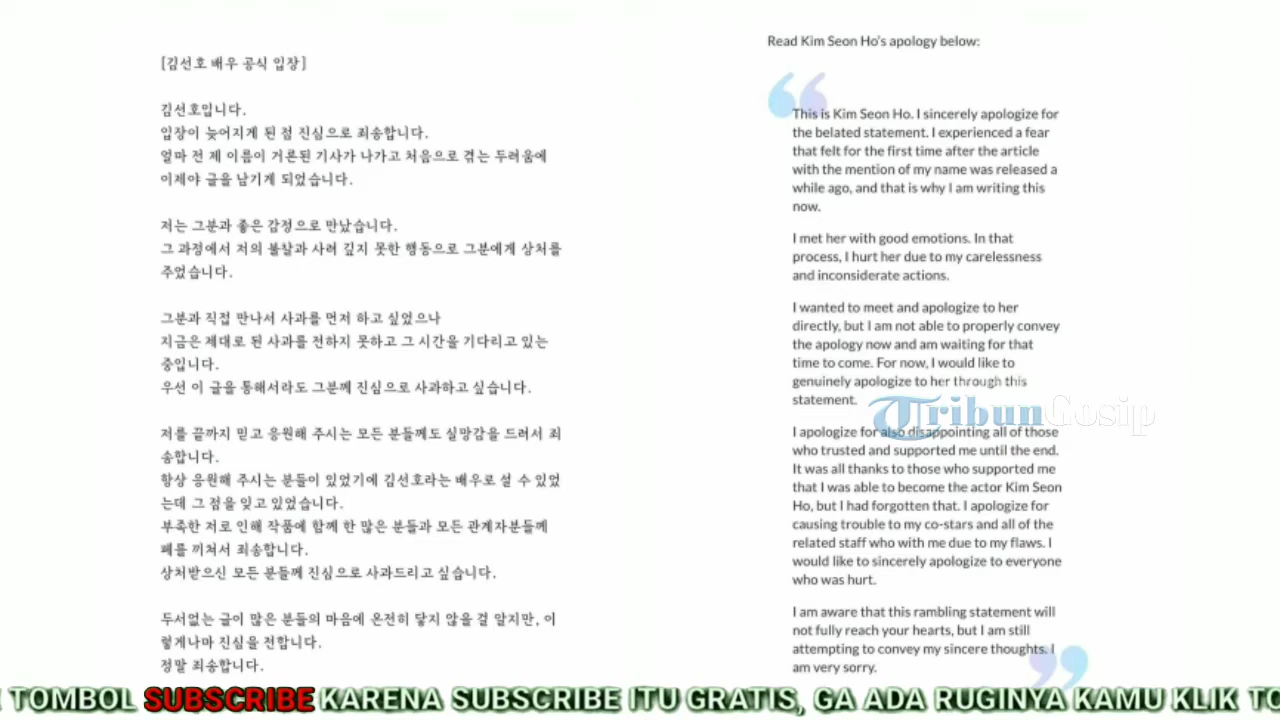 [김선호 배우 공식 입장]
김선호입니다.
입장이 늦어지게 된 점 진심으로 죄송합니다.
얼마 전 제 이름이 거론된 기사가 나가고 처음으로 겪는 두려움에
이제야 글을 남기게 되었습니다.
저는 그분과 좋은 감정으로 만났습니다.
그 과정에서 저의 불찰과 사려 깊지 못한 행동으로 그분에게 상처를
주었습니다.
그분과 직접 만나서 사과를 먼저 하고 싶었으나
지금은 제대로 된 사과를 전하지 못하고 그 시간을 기다리고 있는
중입니다.
우선 이 글을 통해서라도 그분께 진심으로 사과하고 싶습니다.
저를 끝까지 믿고 응원해 주시는 모든 분들께도 실망감을 드려서 죄
송합니다.
항상 응원해 주시는 분들이 있었기에 김선호라는 배우로 설 수 있었
는데 그 점을 잊고 있었습니다.
부족한 저로 인해 작품에 함께 한 많은 분들과 모든 관계자분들께
폐를 끼쳐서 죄송합니다.
상처받으신 모든 분들께 진심으로 사과드리고 싶습니다.
두서없는 글이 많은 분들의 마음에 온전히 닿지 않을 걸 알지만, 이
렇게나마 진심을 전합니다.
정말 죄송합니다.
Read Kim Seon Ho's apology below:
This is Kim Seon Ho. I sincerely apologize for
the belated statement. I experienced a fear
that felt for the first time after the article
with the mention of my name was released a
while ago, and that is why I am writing this
now.
I met her with good emotions. In that
process, I hurt her due to my carelessness
and inconsiderate actions.
I wanted to meet and apologize to her
directly, but I am not able to properly convey
the apology now and am waiting for that
time to come. For now, I would like to
genuinely apologize to her through this
statement.
TribunGosip
I apologize for also disappointing all of those
who trusted and supported me until the end.
It was all thanks to those who supported me
that I was able to become the actor Kim Seon
Ho, but I had forgotten that. I apologize for
causing trouble to my co-stars and all of the
related staff who with me due to my flaws. I
would like to sincerely apologize to everyone
who was hurt.
I am aware that this rambling statement will
not fully reach your hearts, but I am still
attempting to convey my sincere thoughts. I
am very sorry.
TOMBOL SUBSCRIBE KARENA SUBSCRIBE ITU GRATIS, GA ADA RUGINYA KAMU KLIK TO